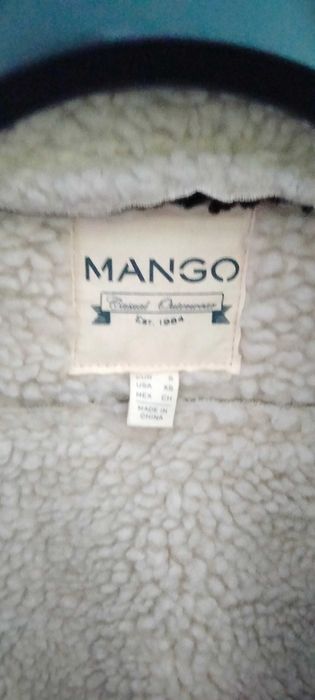 MANGO
Casual Outerwear
EST. 1984
EUR S
USA XS
MEX CH
MADE IN
CHINA